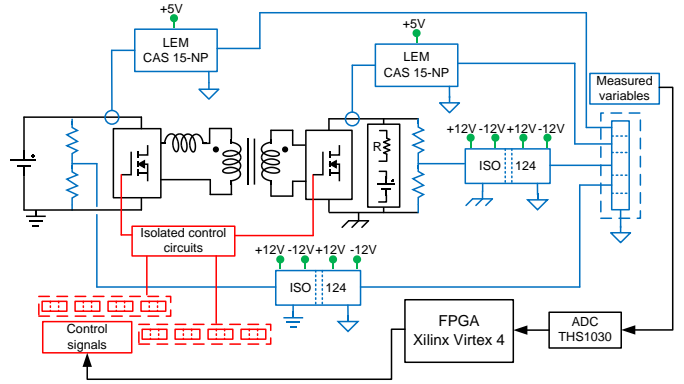 +5V
LEM
CAS 15-NP
+5V
LEM
CAS 15-NP
Measured
variables
+12V -12V +12V -12V
R
ISO 124
Isolated control
circuits
+12V -12V +12V -12V
ISO 124
Control
signals
FPGA
Xilinx Virtex 4
ADC
THS1030